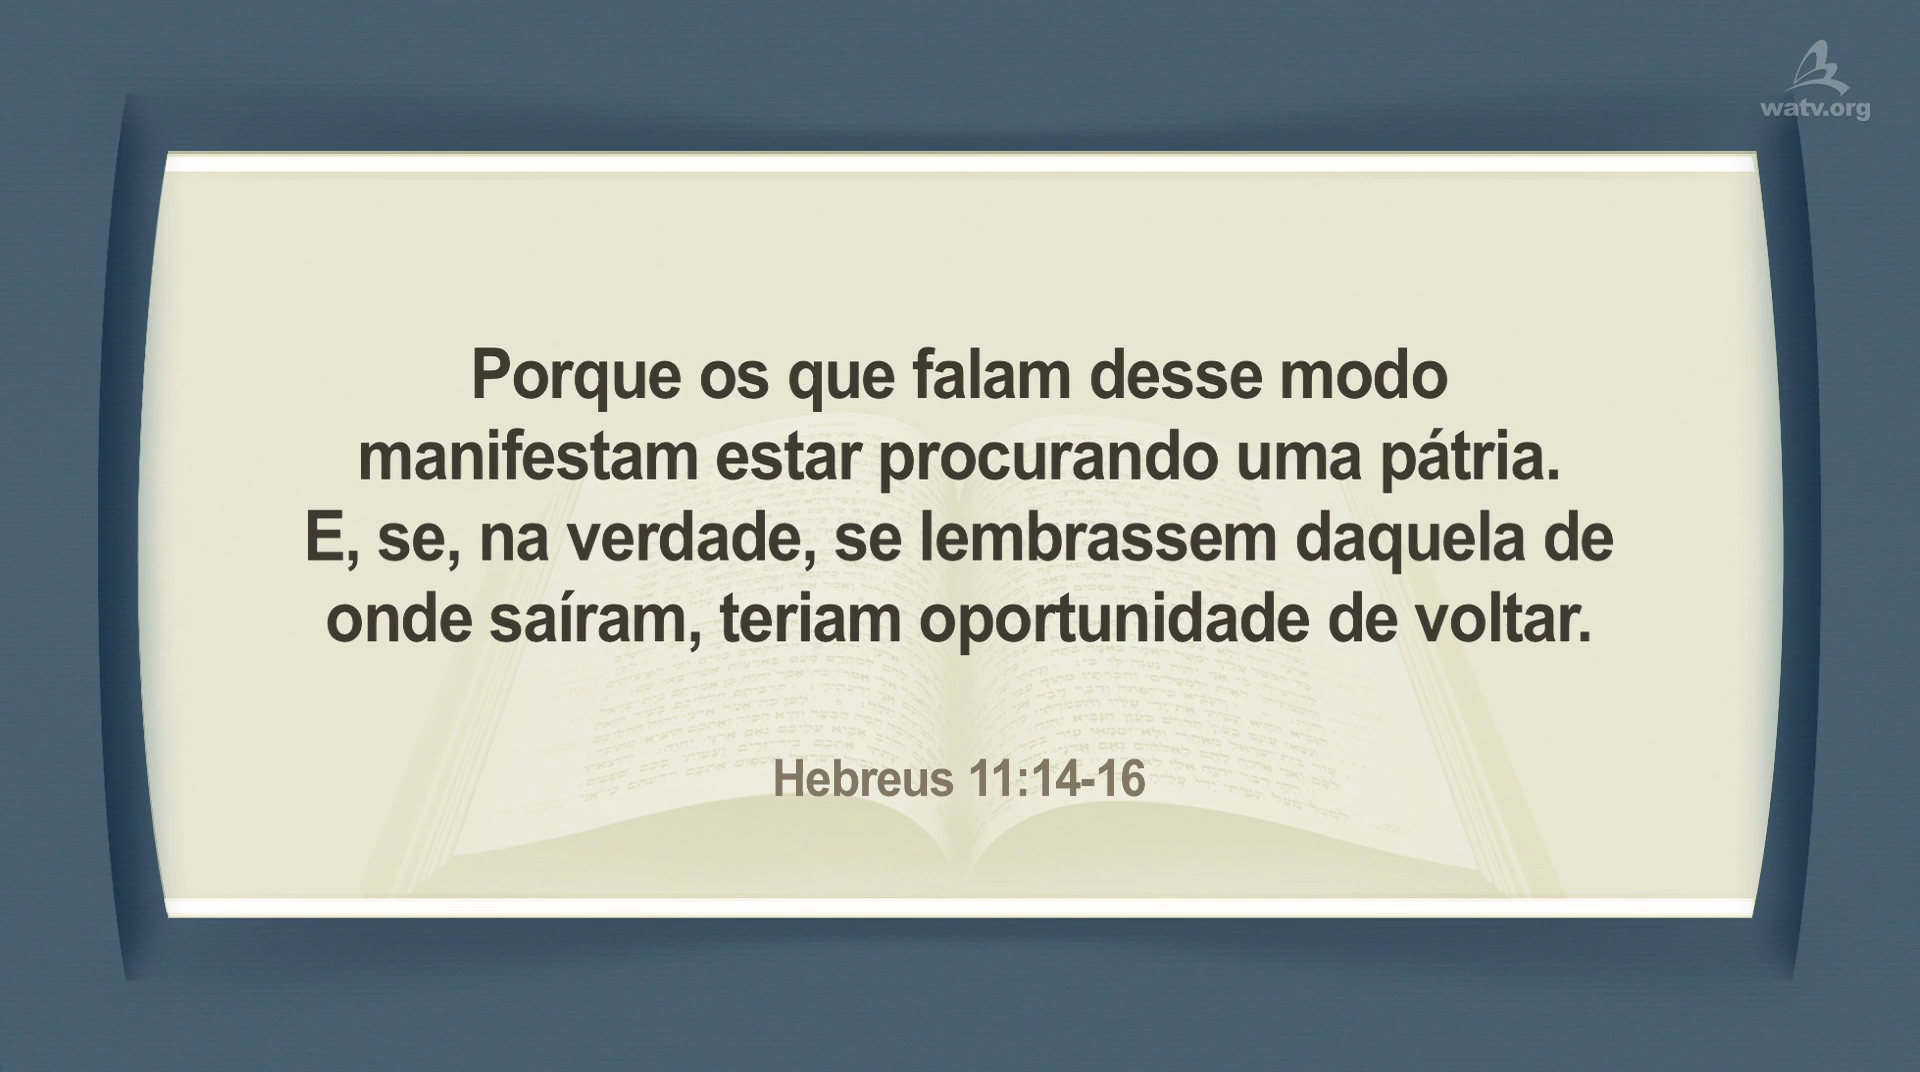 watv.org
Porque os que falam desse modo
manifestam estar procurando uma pátria.
E, se, na verdade, se lembrassem daquela de
onde saíram, teriam oportunidade de voltar.
Hebreus 11:14-16